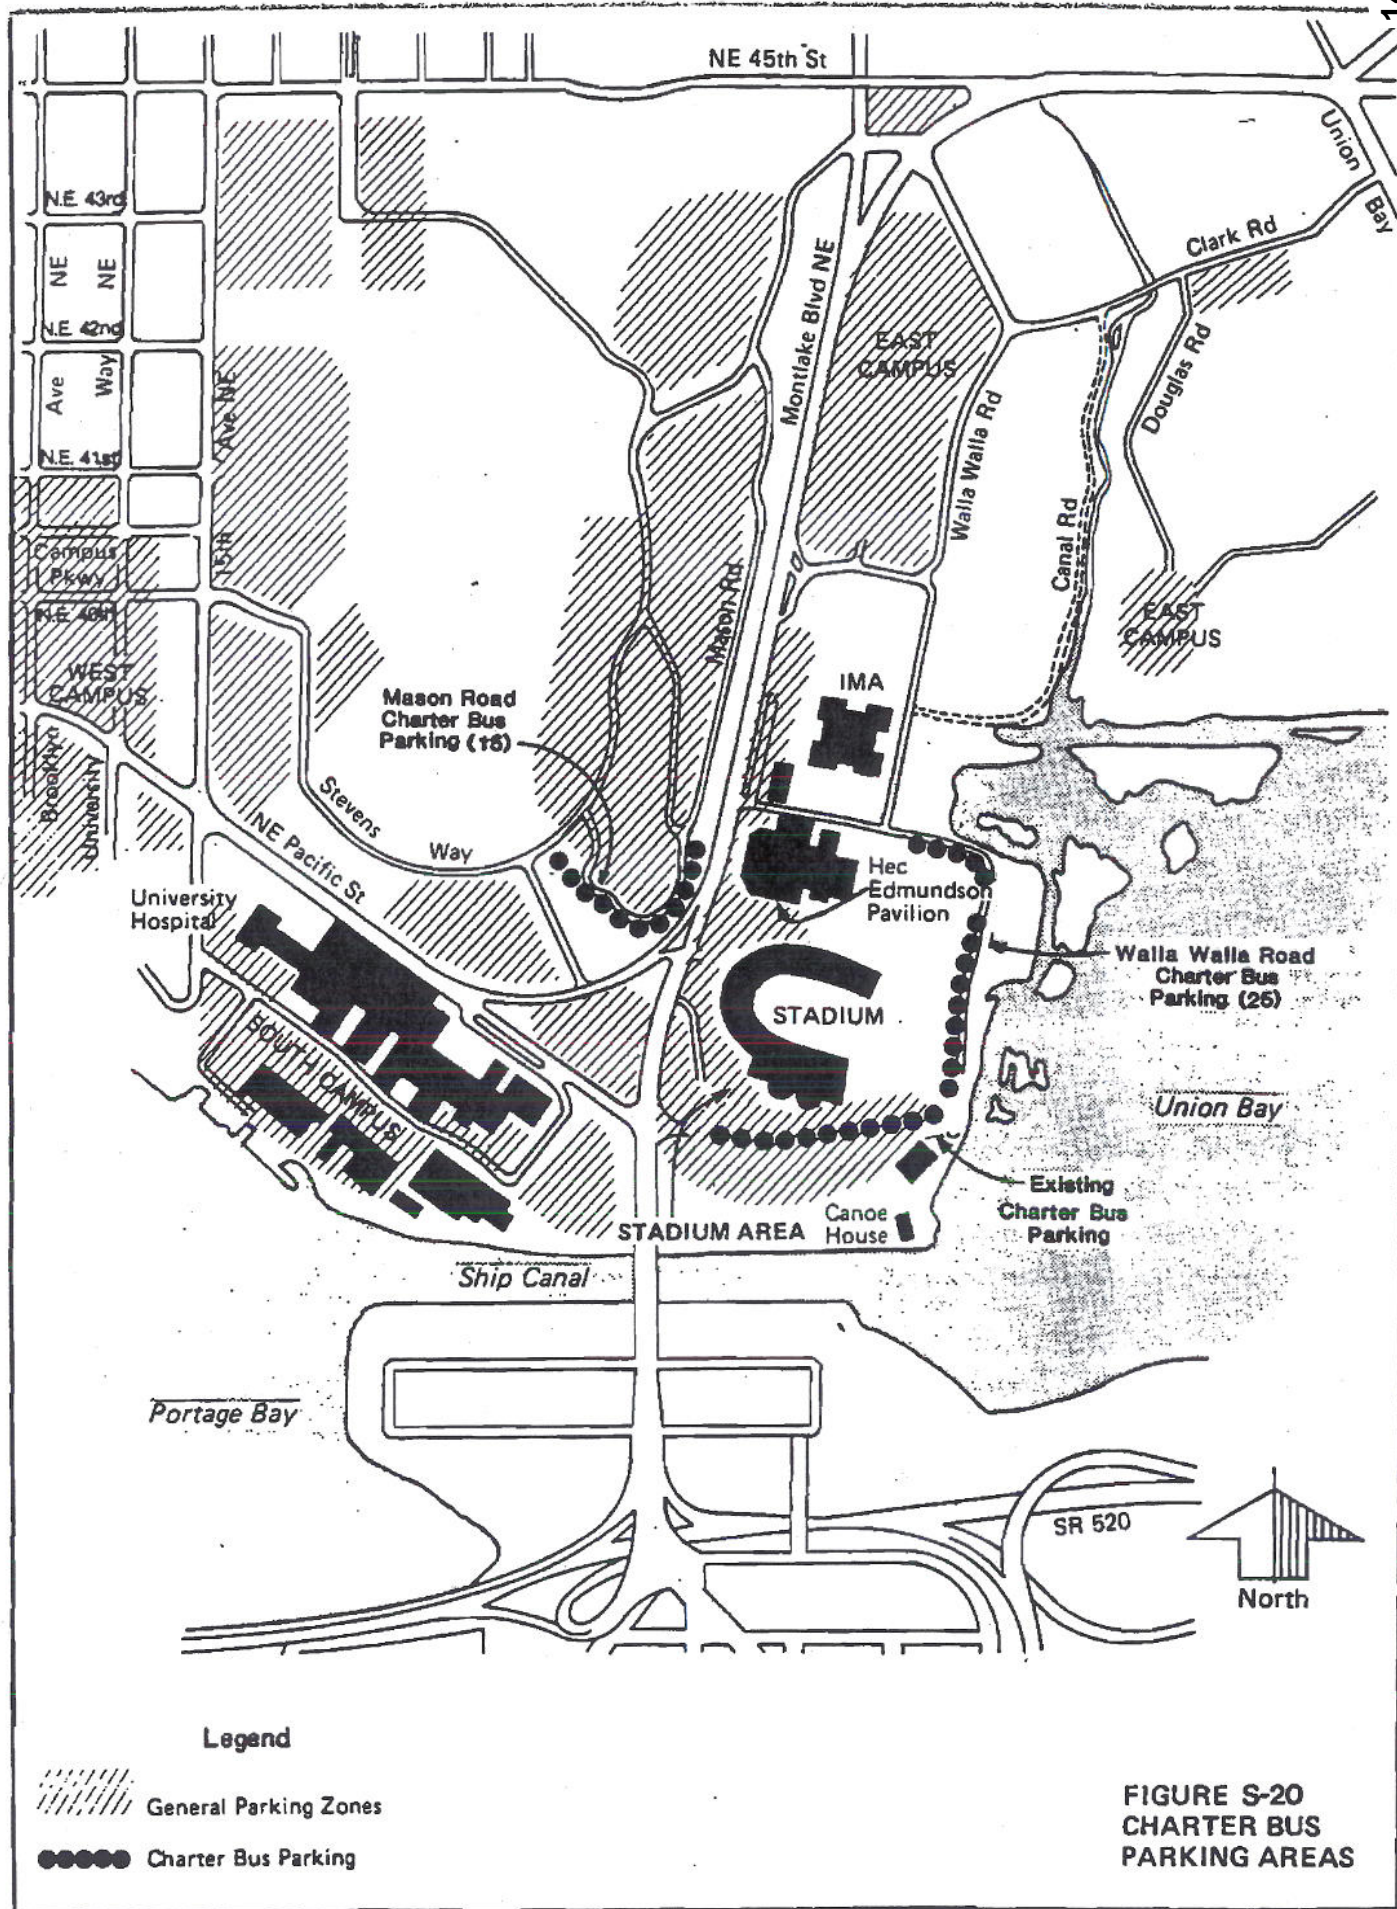 NE 45th St
Union
Bay
N.E. 43rd
Clark Rd
NE
NE
Montlake Blvd NE
N.E. 42nd
EAST
CAMPUS
Douglas Rd
Ave
Way
15th Ave NE
Walla Walla Rd
N.E. 41st
Canal Rd
Campus
Pkwy
N.E. 40th
Mason Rd
EAST
CAMPUS
WEST
CAMPUS
IMA
Mason Road
Charter Bus
Parking (15)
Brooklyn
University
Stevens
Way
NE Pacific St
Hec
Edmundson
Pavilion
University
Hospital
Walla Walla Road
Charter Bus
Parking (25)
STADIUM
SOUTH CAMPUS
Union Bay
Existing
Charter Bus
Parking
STADIUM AREA
Canoe
House
Ship Canal
Portage Bay
SR 520
North
Legend
General Parking Zones
Charter Bus Parking
FIGURE S-20
CHARTER BUS
PARKING AREAS